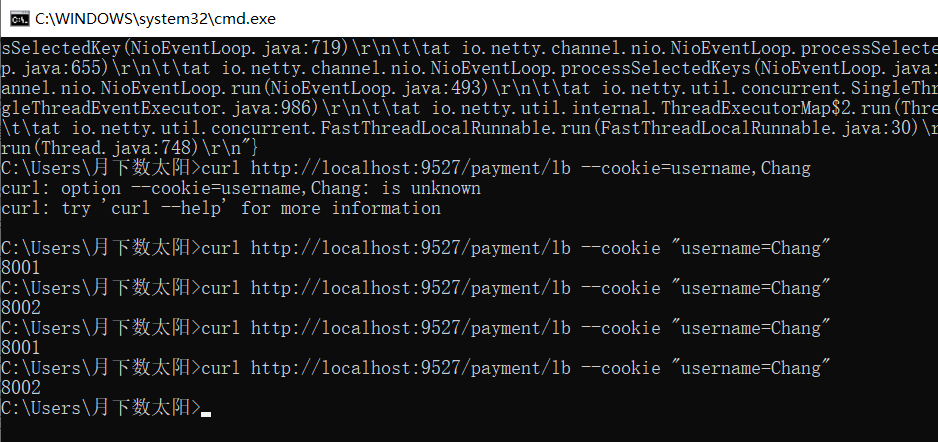 C:\WINDOWS\system32\cmd.exe
sSelectedKey(NioEventLoop.java:719)\r\n\t\tat io.netty.channel.nio.NioEventLoop.processSelecte
p.java:655)\r\n\t\tat io.netty.channel.nio.NioEventLoop.processSelectedKeys(NioEventLoop.java:
annel.nio.NioEventLoop.run(NioEventLoop.java:493)\r\n\t\tat io.netty.util.concurrent.SingleTh
gleThreadEventExecutor.java:986)\r\n\t\tat io.netty.util.internal.ThreadExecutorMap$2.run(Thre
\t\tat io.netty.util.concurrent.FastThreadLocalRunnable.run(FastThreadLocalRunnable.java:30)\r
run(Thread.java:748)\r\n"}
C:\Users\月下数太阳>curl http://localhost:9527/payment/lb --cookie=username,Chang
curl: option --cookie=username,Chang: is unknown
curl: try 'curl --help' for more information
C:\Users\月下数太阳>curl http://localhost:9527/payment/lb --cookie "username=Chang"
8001
C:\Users\月下数太阳>curl http://localhost:9527/payment/lb --cookie "username=Chang"
8002
C:\Users\月下数太阳>curl http://localhost:9527/payment/lb --cookie "username=Chang"
8001
C:\Users\月下数太阳>curl http://localhost:9527/payment/lb --cookie "username=Chang"
8002
C:\Users\月下数太阳>